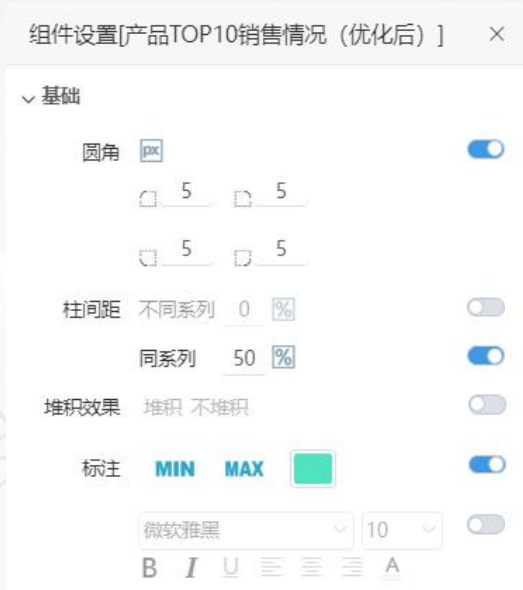 组件设置[产品TOP10销售情况（优化后）]
基础
圆角 px
5 5
5 5
柱间距 不同系列 0 %
同系列 50 %
堆积效果 堆积 不堆积
标注 MIN MAX
微软雅黑 10
B I U A